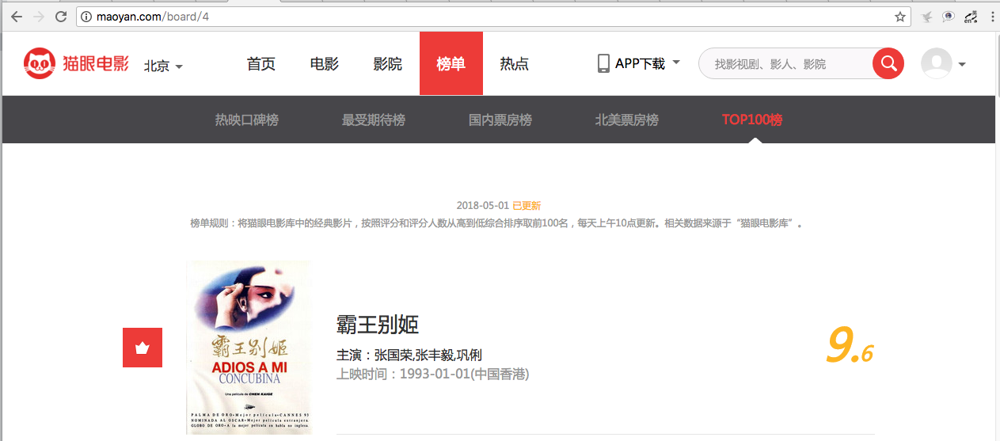 maoyan.com/board/4
猫眼电影 北京 首页 电影 影院 榜单 热点 APP下载 找影视剧、影人、影院
热映口碑榜 最受期待榜 国内票房榜 北美票房榜 TOP100榜
2018-05-01 已更新
榜单规则：将猫眼电影库中的经典影片，按照评分和评分人数从高到低综合排序取前100名，每天上午10点更新。相关数据来源于“猫眼电影库”。
霸王别姬
ADIOS A MI
CONCUBINA
Una película de CHEN KAIGE
PALMA DE ORO-Mejor película-CANNES 93
NOMINADA AL OSCAR-Mejor película extranjera.
GLOBO DE ORO-A la mejor película en habla no inglesa.
霸王别姬
主演：张国荣,张丰毅,巩俐
上映时间：1993-01-01(中国香港)
9.6